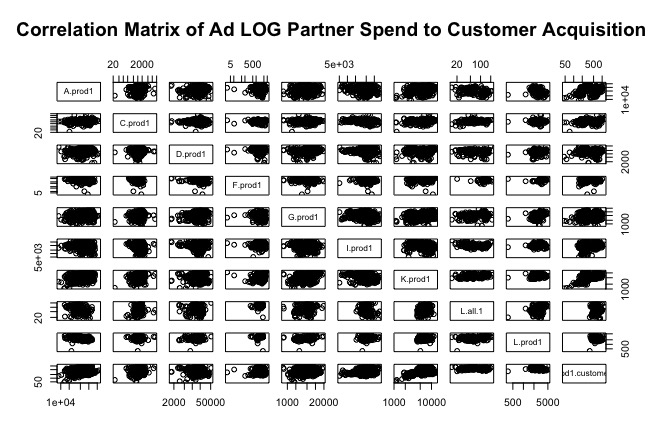 Correlation Matrix of Ad LOG Partner Spend to Customer Acquisition
20 2000 5 500 5e+03 20 100 50 500
A.prod1 1e+04
20 C.prod1
D.prod1 2000
5 F.prod1
G.prod1 1000
5e+03 I.prod1
K.prod1 1000
20 L.all.1
L.prod1 500
50 od1.custome
1e+04 2000 50000 1000 20000 1000 10000 500 5000